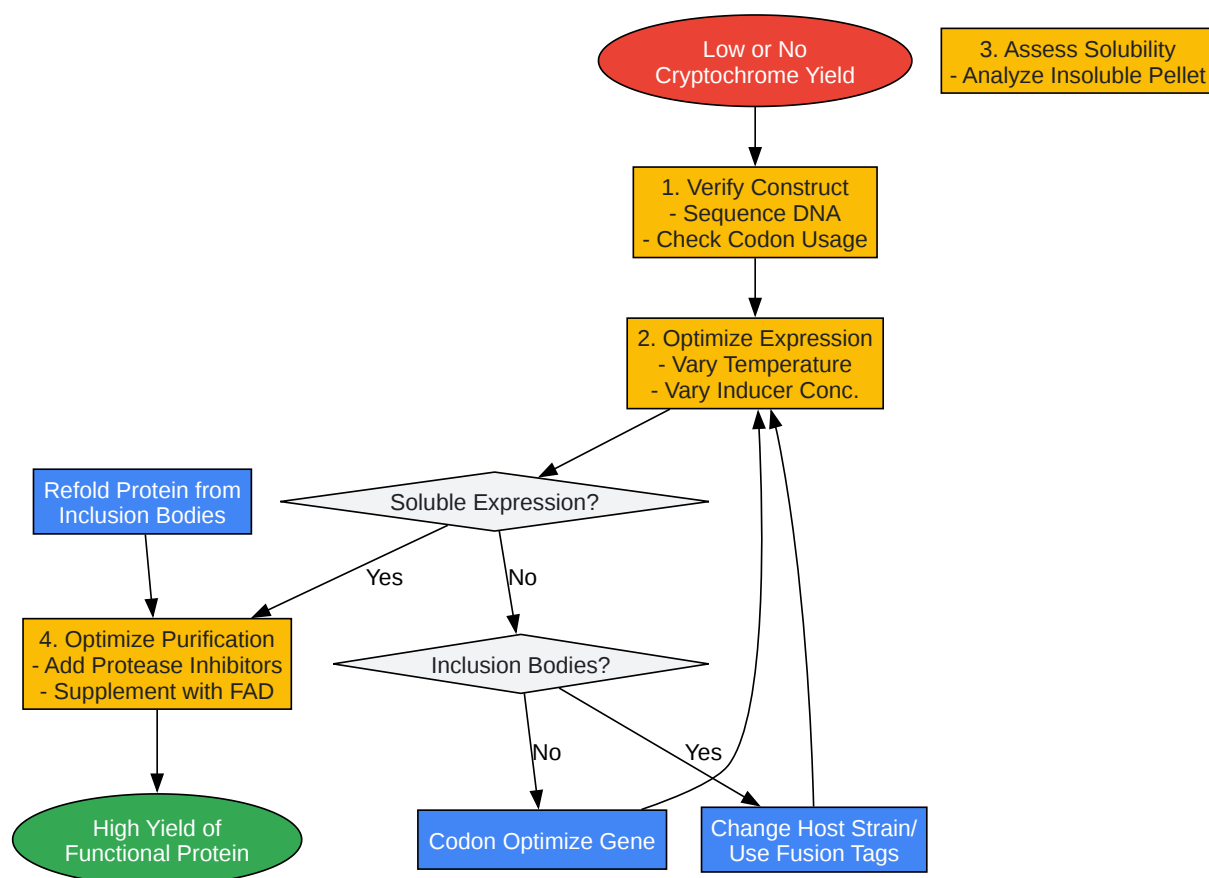 Low or No
Cryptochrome Yield
3. Assess Solubility
- Analyze Insoluble Pellet
1. Verify Construct
- Sequence DNA
- Check Codon Usage
2. Optimize Expression
- Vary Temperature
- Vary Inducer Conc.
Refold Protein from
Inclusion Bodies
Soluble Expression?
Yes
No
4. Optimize Purification
- Add Protease Inhibitors
- Supplement with FAD
Inclusion Bodies?
No
Yes
High Yield of
Functional Protein
Codon Optimize Gene
Change Host Strain/
Use Fusion Tags